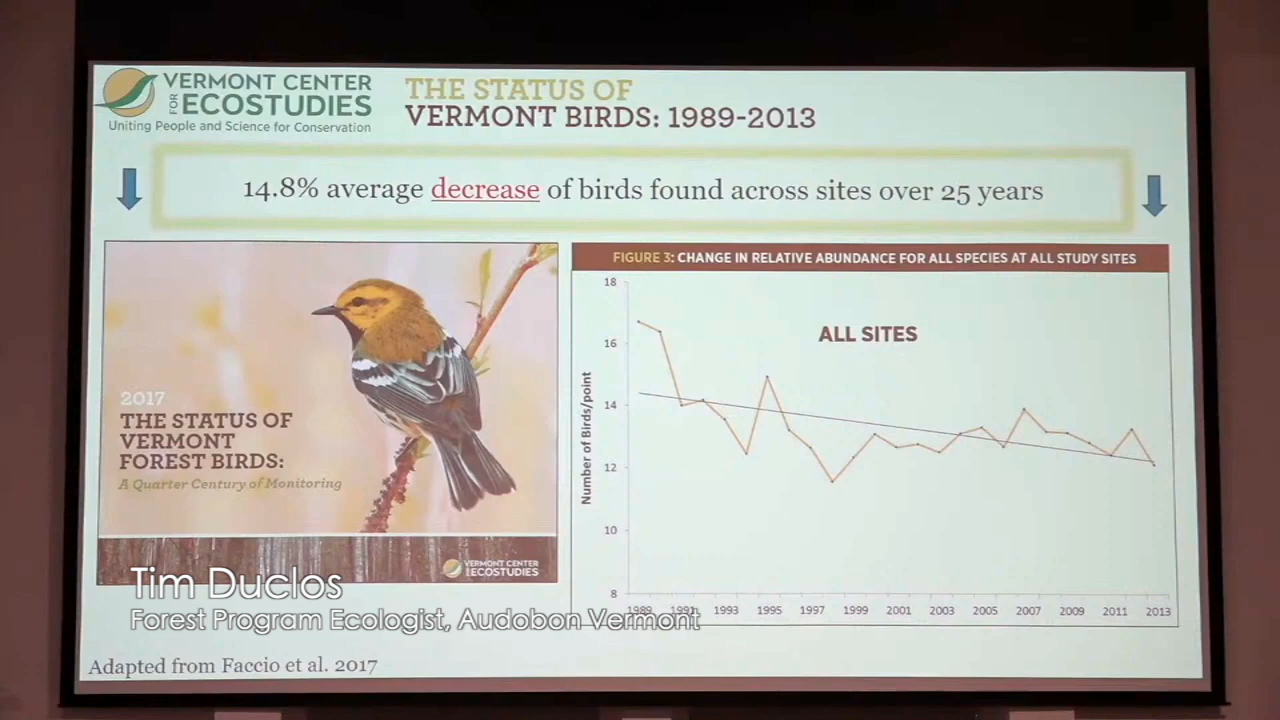 VERMONT CENTER
FOR ECOSTUDIES
Uniting People and Science for Conservation
THE STATUS OF
VERMONT BIRDS: 1989-2013
14.8% average decrease of birds found across sites over 25 years
2017
THE STATUS OF
VERMONT
FOREST BIRDS:
A Quarter Century of Monitoring
VERMONT CENTER
FOR ECOSTUDIES
FIGURE 3: CHANGE IN RELATIVE ABUNDANCE FOR ALL SPECIES AT ALL STUDY SITES
ALL SITES
Number of Birds/point
18
16
14
12
10
8
1989 1991 1993 1995 1997 1999 2001 2003 2005 2007 2009 2011 2013
Tim Duclos
Forest Program Ecologist, Audobon Vermont
Adapted from Faccio et al. 2017